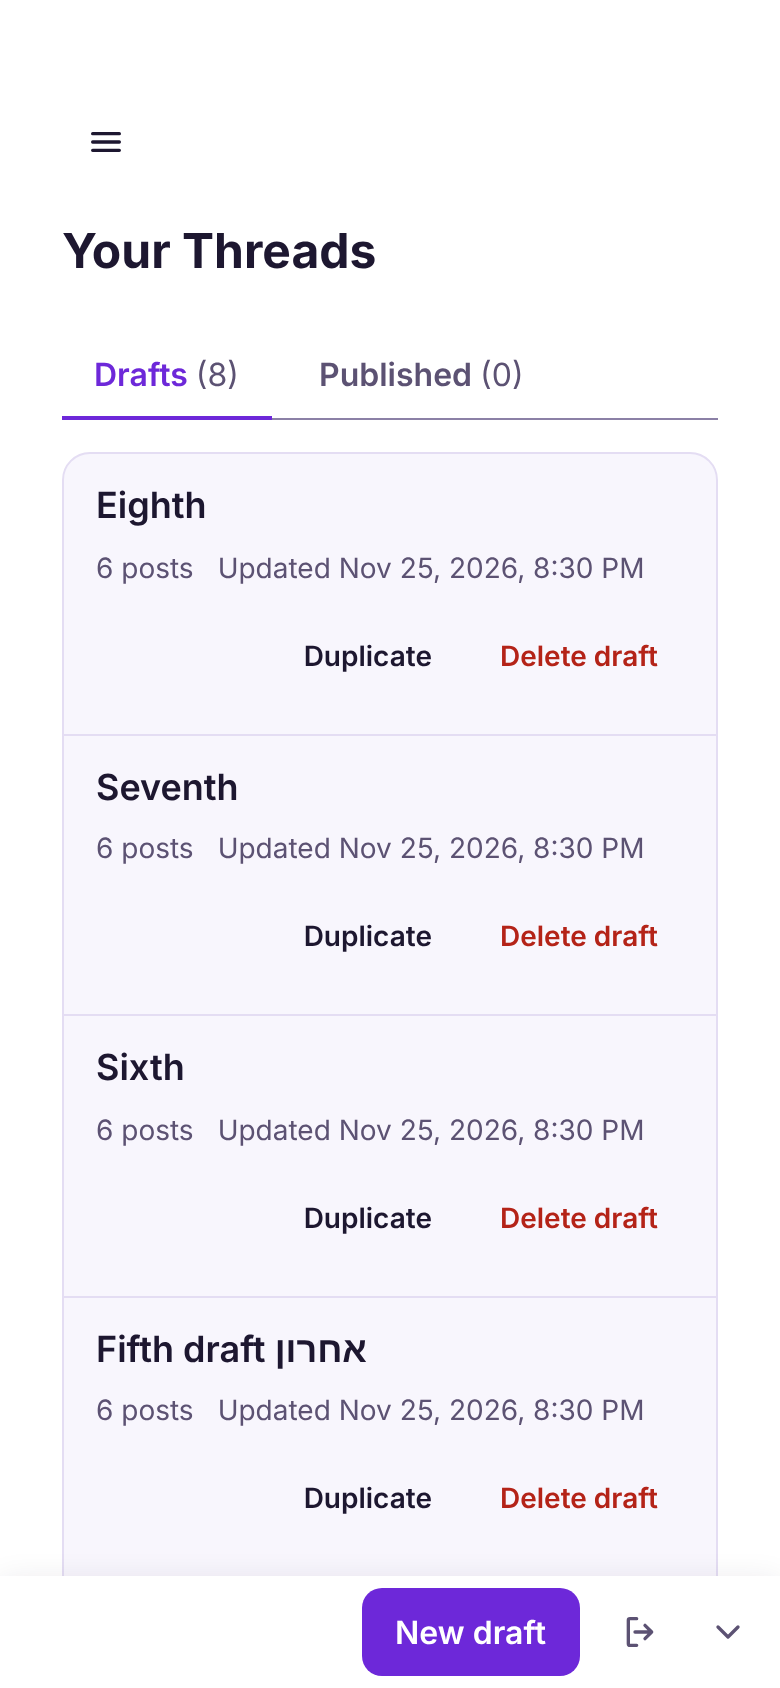 Your Threads
Drafts (8) Published (0)
Eighth
6 posts Updated Nov 25, 2026, 8:30 PM
Duplicate Delete draft
Seventh
6 posts Updated Nov 25, 2026, 8:30 PM
Duplicate Delete draft
Sixth
6 posts Updated Nov 25, 2026, 8:30 PM
Duplicate Delete draft
Fifth draft אחרון
6 posts Updated Nov 25, 2026, 8:30 PM
Duplicate Delete draft
New draft